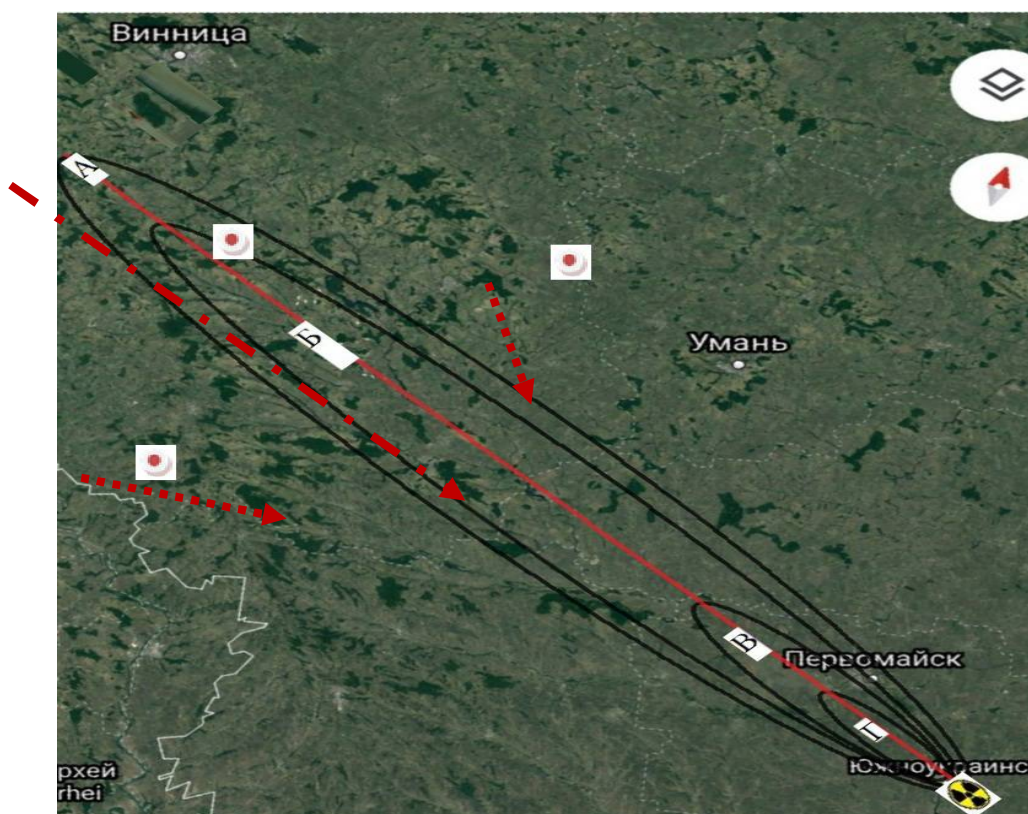 Винница
А
Б
Умань
В
Первомайск
Г
Южноукраинс
рхей
rhei